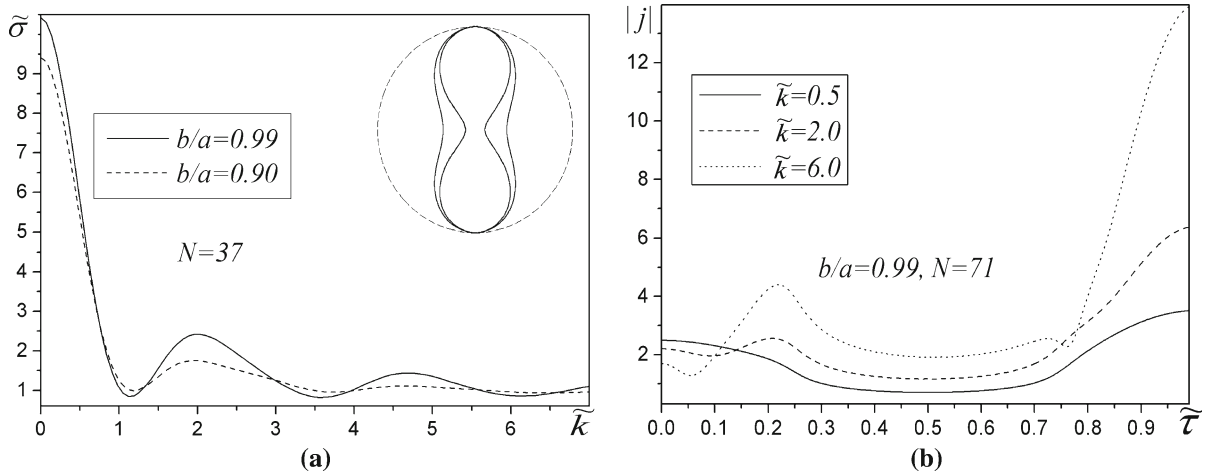 σ̃
9
8
7
6
5
4
3
2
1
0 1 2 3 4 5 6
k̃
b/a=0.99
b/a=0.90
N=37
(a)
|j|
12
10
8
6
4
2
0.0 0.1 0.2 0.3 0.4 0.5 0.6 0.7 0.8 0.9
τ̃
k̃=0.5
k̃=2.0
k̃=6.0
b/a=0.99, N=71
(b)